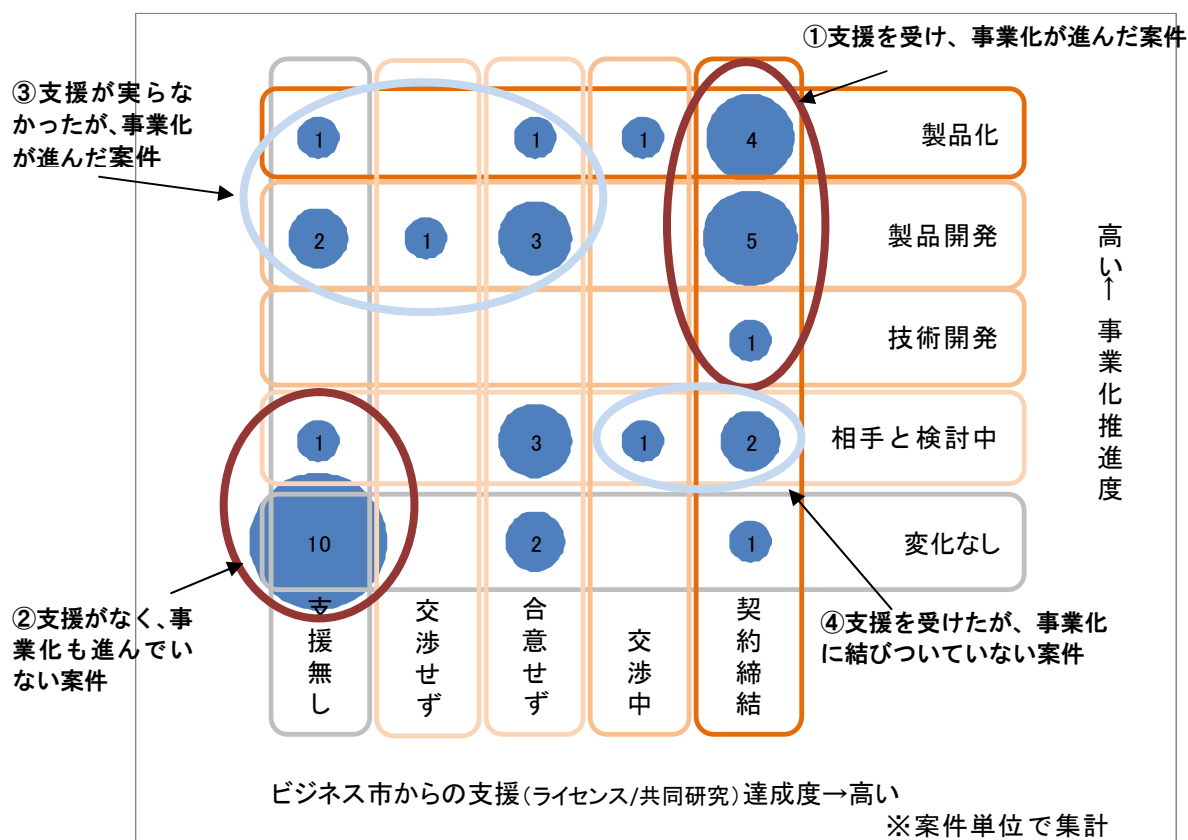 ①支援を受け、事業化が進んだ案件
③支援が実らな
かったが、事業化
が進んだ案件
1
1
1
4
製品化
2
1
3
5
製品開発
1
技術開発
1
3
1
2
相手と検討中
10
2
1
変化なし
高い← 事業化推進度
支援無し
交渉せず
合意せず
交渉中
契約締結
②支援がなく、事
業化も進んでい
ない案件
④支援を受けたが、事業化
に結びついていない案件
ビジネス市からの支援(ライセンス/共同研究)達成度→高い
※案件単位で集計